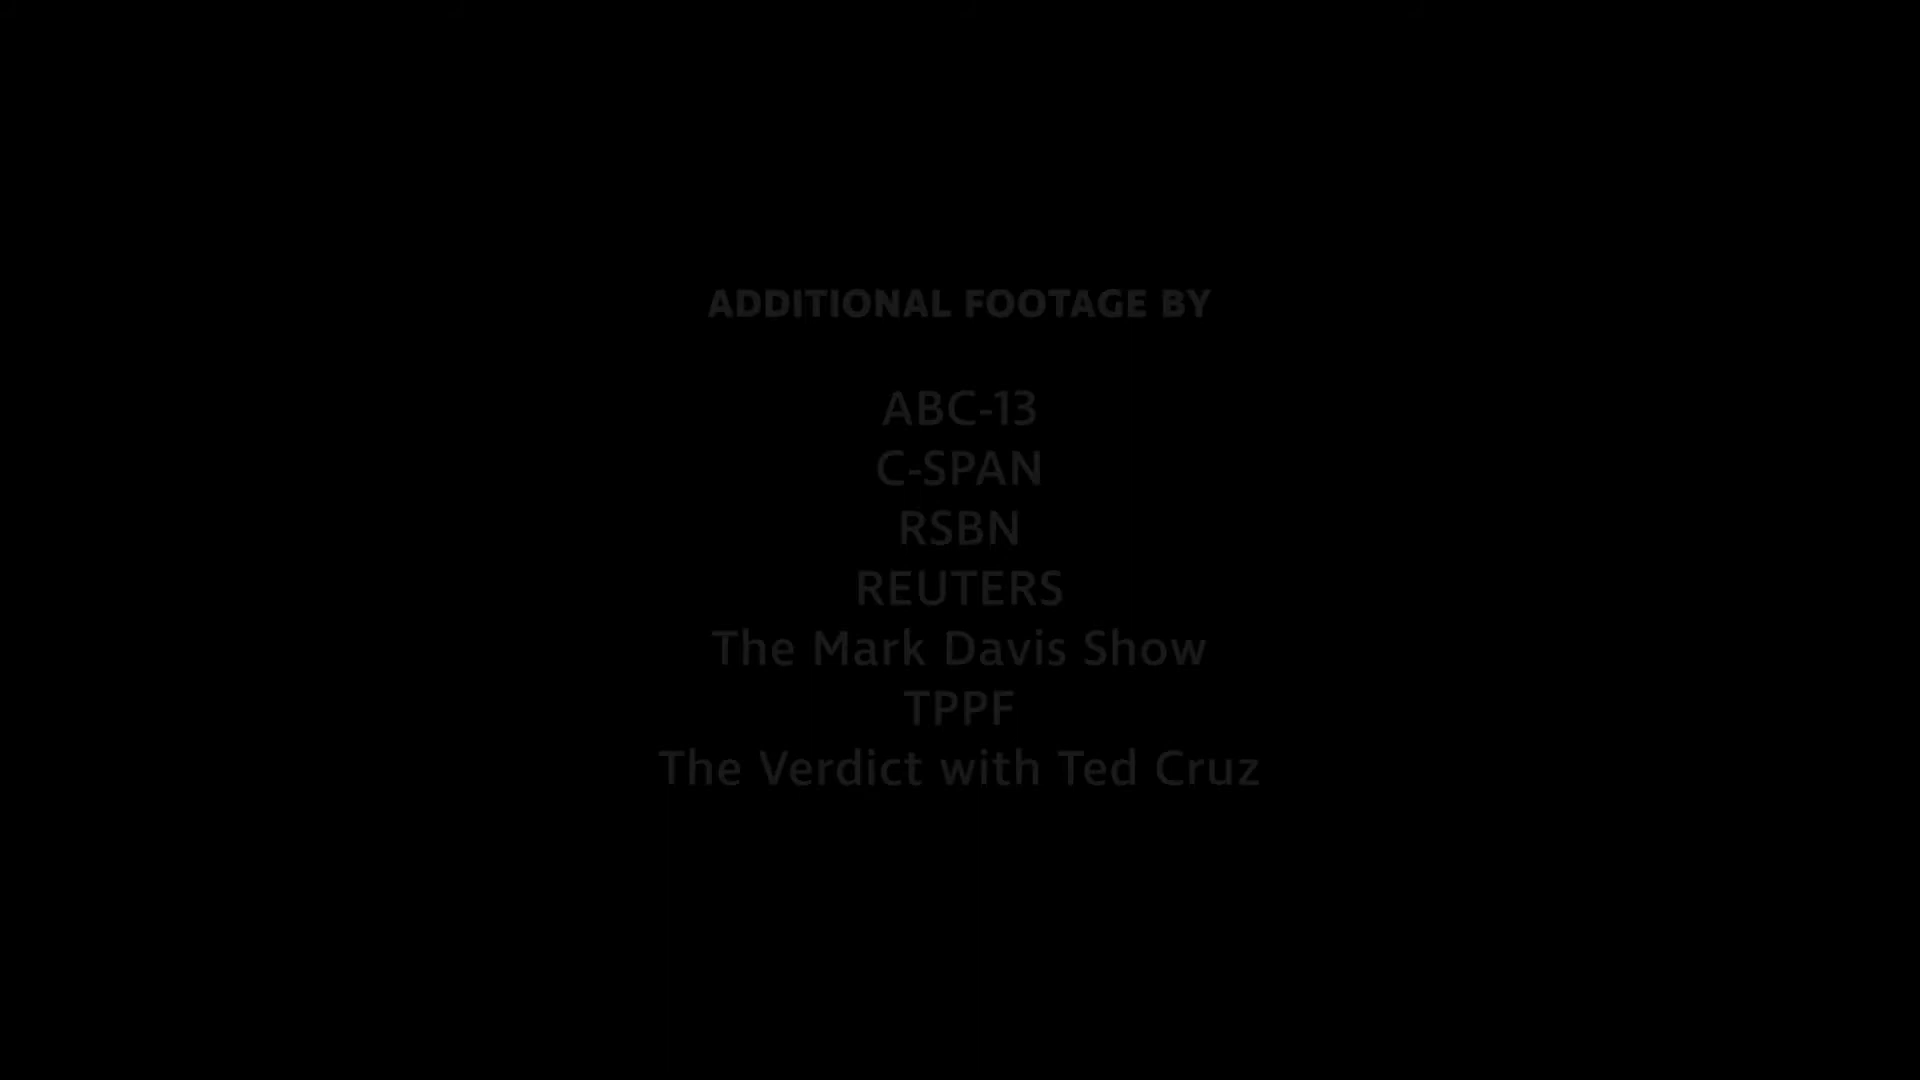 ADDITIONAL FOOTAGE BY
ABC-13
C-SPAN
RSBN
REUTERS
The Mark Davis Show
TPPF
The Verdict with Ted Cruz